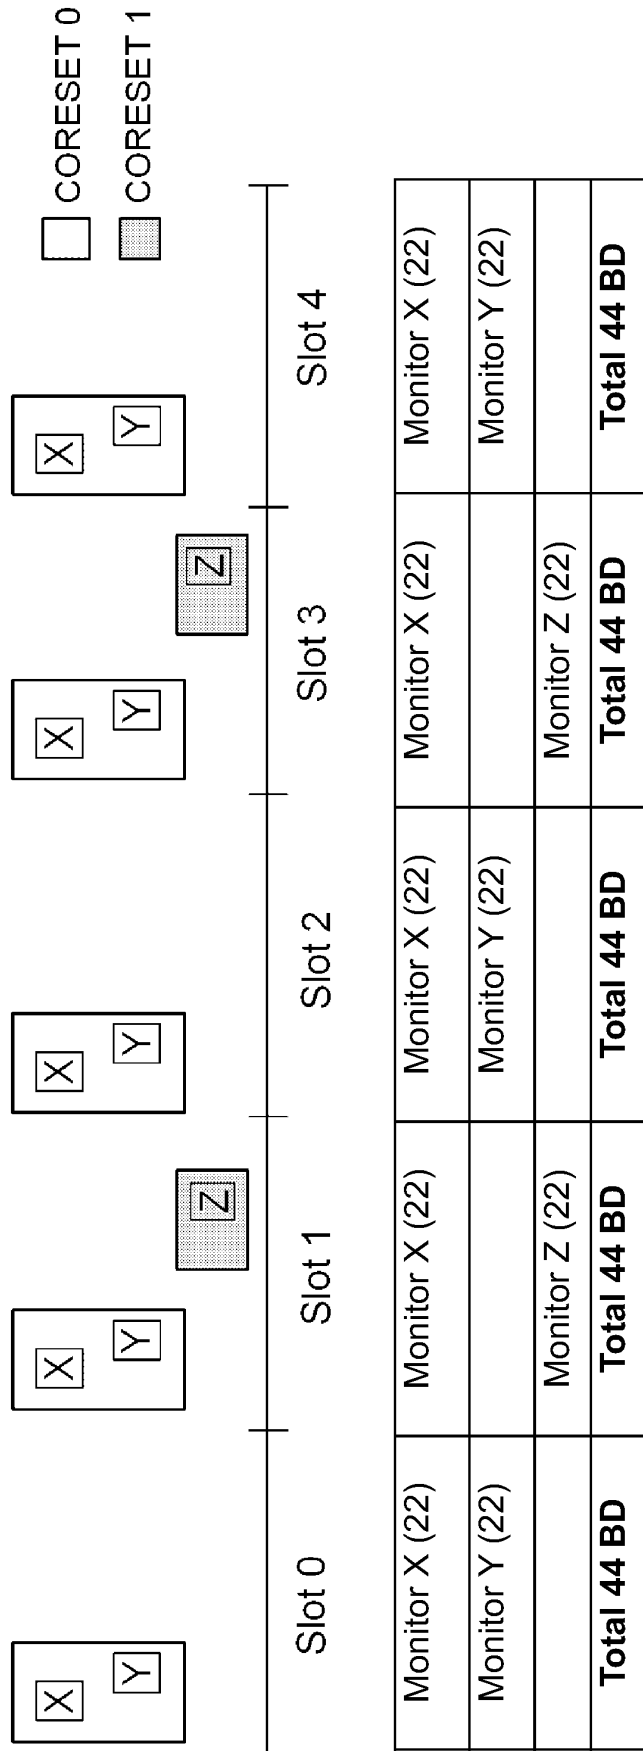 CORESET 0
CORESET 1
X
Y
X
Y
Z
X
Y
X
Y
Z
X
Y
Slot 0
Slot 1
Slot 2
Slot 3
Slot 4
Monitor X (22)
Monitor X (22)
Monitor X (22)
Monitor X (22)
Monitor X (22)
Monitor Y (22)
Monitor Y (22)
Monitor Y (22)
Monitor Z (22)
Monitor Z (22)
Total 44 BD
Total 44 BD
Total 44 BD
Total 44 BD
Total 44 BD